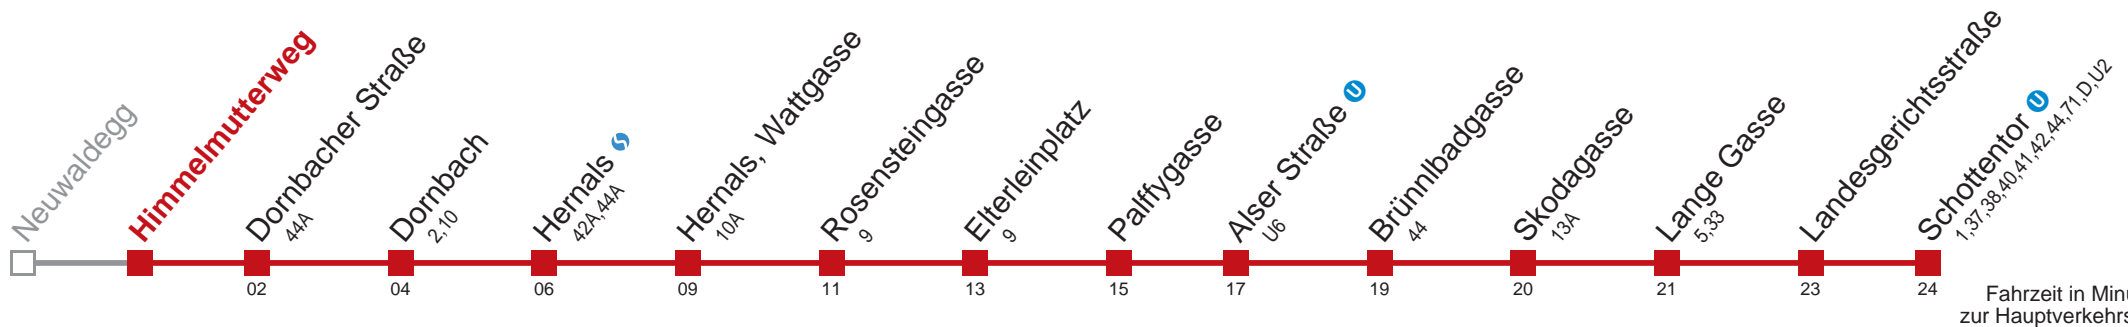 Neuwaldegg
Himmelmutterweg
Dornbacher Straße
44A
Dornbach
2,10
Hernals S
42A,44A
Hernals, Wattgasse
10A
Rosensteingasse
9
Elterleinplatz
9
Palffygasse
Alser Straße U
U6
Brünnlbadgasse
44
Skodagasse
13A
Lange Gasse
5,33
Landesgerichtsstraße
Schottentor U
1,37,38,40,41,42,44,71,D,U2
02 04 06 09 11 13 15 17 19 20 21 23 24
Fahrzeit in Minu
zur Hauptverkehrs